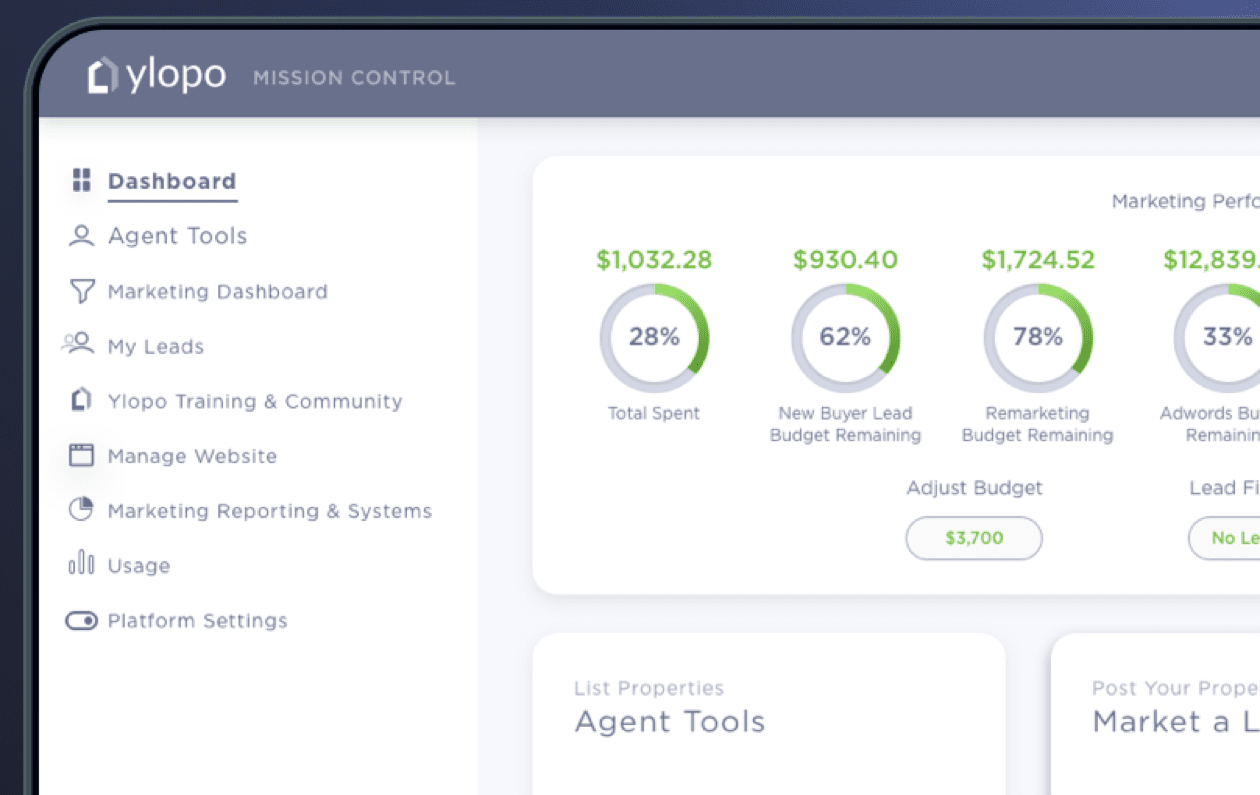 ylopo MISSION CONTROL
Dashboard
Agent Tools
Marketing Dashboard
My Leads
Ylopo Training & Community
Manage Website
Marketing Reporting & Systems
Usage
Platform Settings
Marketing Perfo
$1,032.28
28%
Total Spent
$930.40
62%
New Buyer Lead
Budget Remaining
$1,724.52
78%
Remarketing
Budget Remaining
$12,839.
33%
Adwords Bu
Remainin
Adjust Budget
$3,700
Lead Fi
No Le
List Properties
Agent Tools
Post Your Prope
Market a L